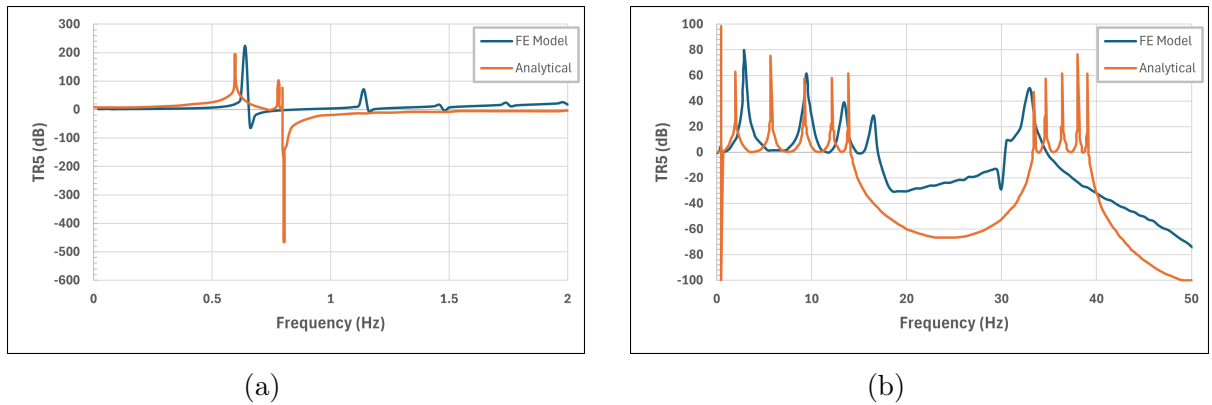 300
200
100
0
-100
-200
-300
-400
-500
-600
TR5 (dB)
0 0.5 1 1.5 2
Frequency (Hz)
FE Model
Analytical
(a)
100
80
60
40
20
0
-20
-40
-60
-80
-100
TR5 (dB)
0 10 20 30 40 50
Frequency (Hz)
FE Model
Analytical
(b)